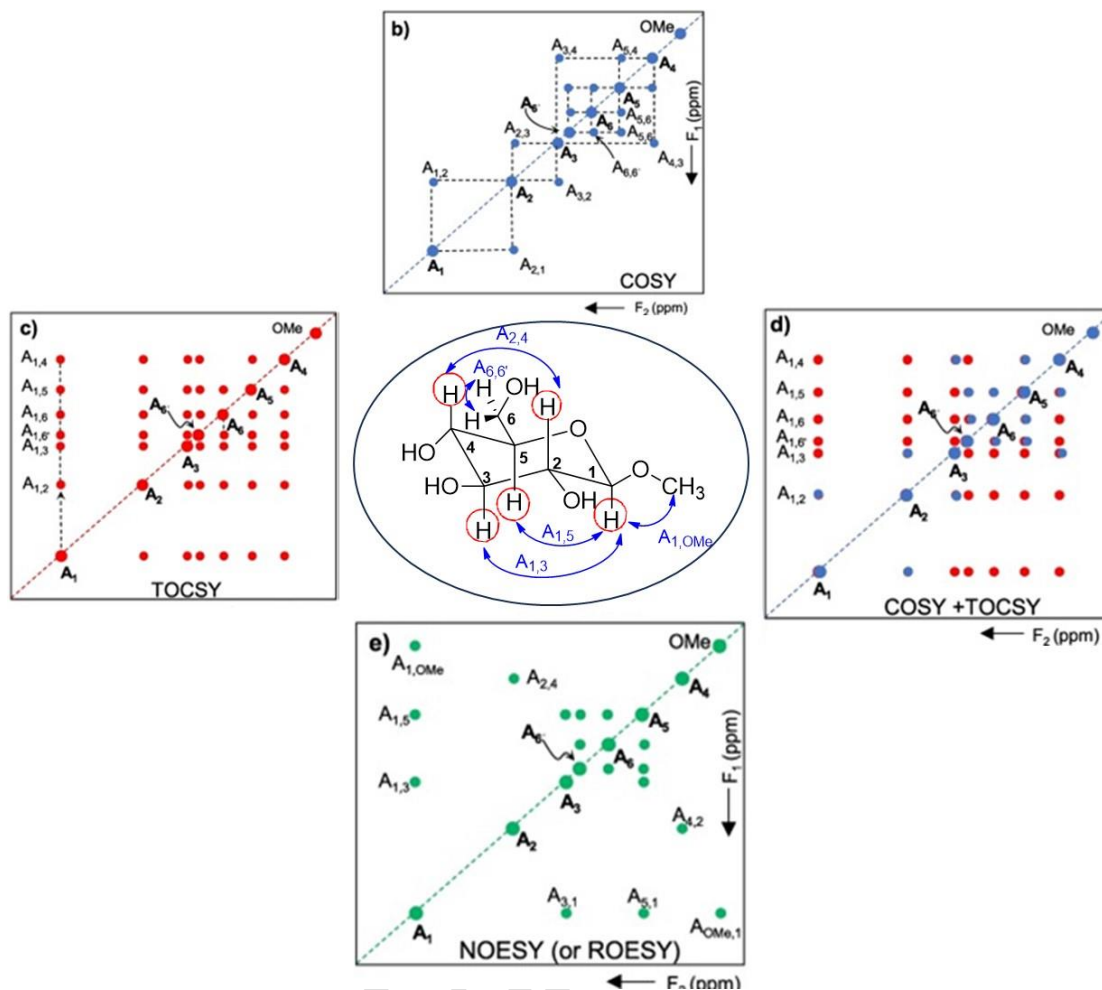 b)
OMe
A3,4
A5,4
A4
A5
A6'
A6
A5,6
A5,6'
F1 (ppm)
A2,3
A3
A6,6'
A4,3
A1,2
A2
A3,2
A1
A2,1
COSY
F2 (ppm)
c)
OMe
A1,4
A4
A1,5
A5
A1,6
A6'
A6
A1,6'
A1,3
A3
A1,2
A2
A1
TOCSY
A2,4
A6,6'
H
OH
H
H
H
6
O
HO
4
5
2
1
O
HO
3
OH
CH3
H
H
H
A1,5
A1,OMe
A1,3
d)
OMe
A1,4
A4
A1,5
A5
A1,6
A6'
A6
A1,6'
A1,3
A3
A1,2
A2
A1
COSY +TOCSY
F2 (ppm)
e)
OMe
A1,OMe
A2,4
A4
A1,5
A5
A6'
A6
F1 (ppm)
A1,3
A3
A4,2
A2
A3,1
A5,1
A1
AOMe,1
NOESY (or ROESY)